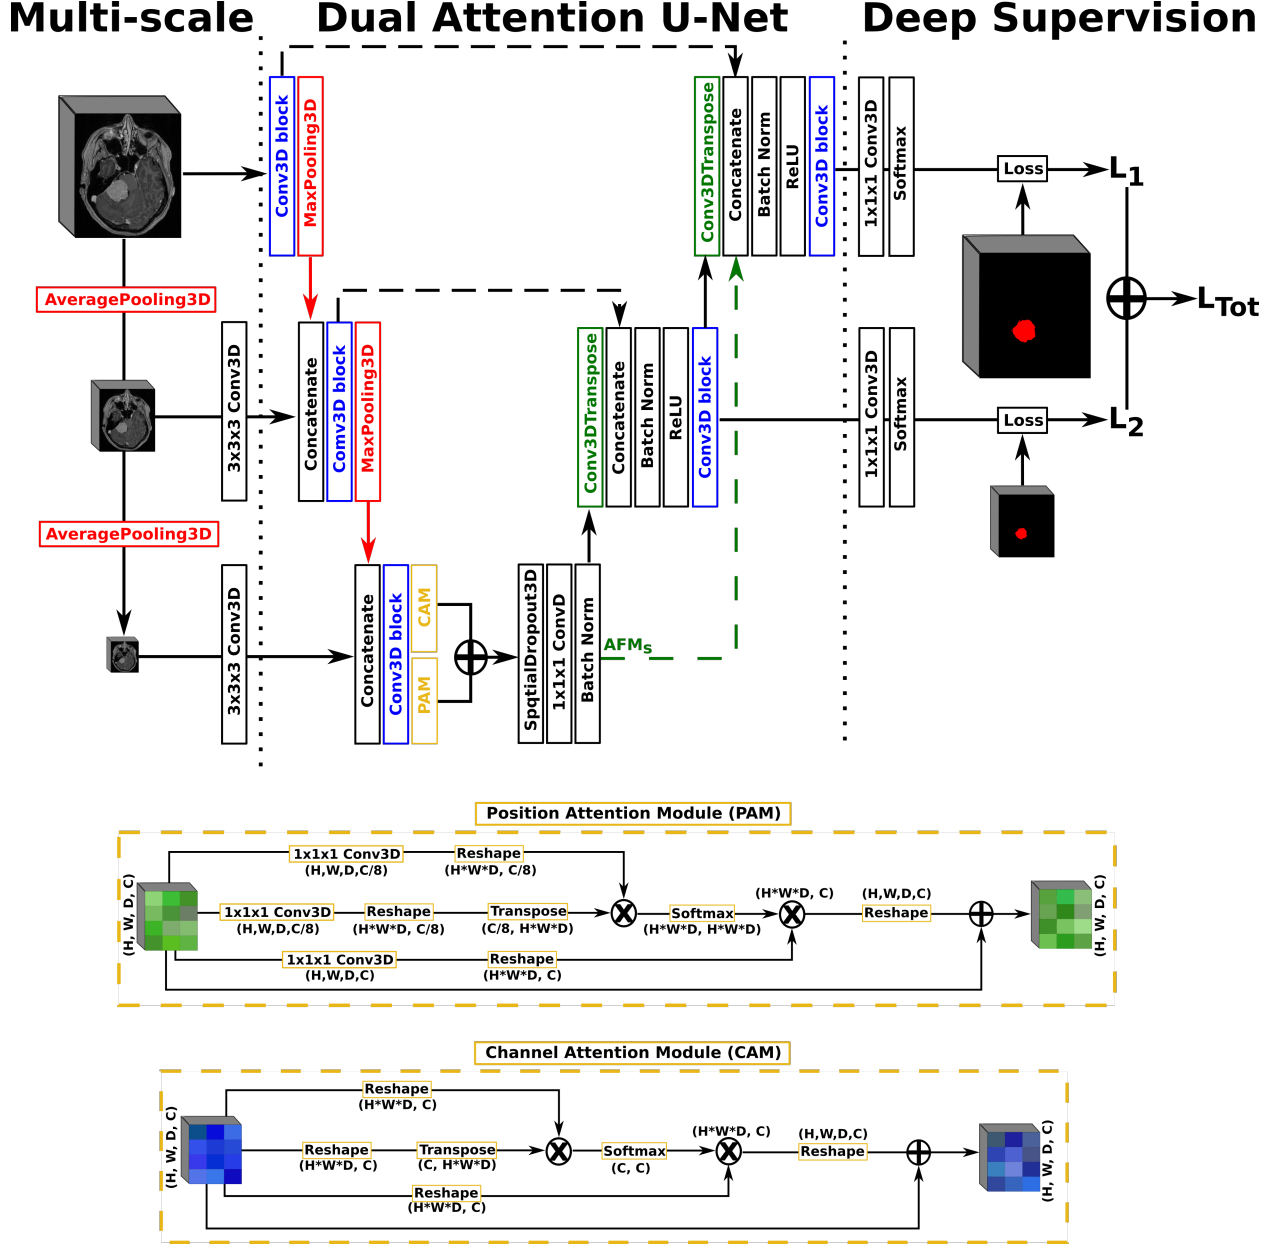 Multi-scale
Dual Attention U-Net
Deep Supervision
AveragePooling3D
AveragePooling3D
3x3x3 Conv3D
3x3x3 Conv3D
Conv3D block
MaxPooling3D
Concatenate
Comv3D block
MaxPooling3D
Concatenate
Conv3D block
CAM
PAM
SpqtialDropout3D
1x1x1 ConvD
Batch Norm
AFMs
Conv3DTranspose
Concatenate
Batch Norm
ReLU
Conv3D block
Conv3DTranspose
Concatenate
Batch Norm
ReLU
Conv3D block
1x1x1 Conv3D
Softmax
Loss
L1
1x1x1 Conv3D
Softmax
Loss
L2
LTot
Position Attention Module (PAM)
(H, W, D, C)
1x1x1 Conv3D
(H,W,D,C/8)
Reshape
(H*W*D, C/8)
1x1x1 Conv3D
(H,W,D,C/8)
Reshape
(H*W*D, C/8)
Transpose
(C/8, H*W*D)
X
Softmax
(H*W*D, H*W*D)
1x1x1 Conv3D
(H,W,D,C)
Reshape
(H*W*D, C)
(H*W*D, C)
X
(H,W,D,C)
Reshape
(H, W, D, C)
Channel Attention Module (CAM)
(H, W, D, C)
Reshape
(H*W*D, C)
Reshape
(H*W*D, C)
Transpose
(C, H*W*D)
X
Softmax
(C, C)
Reshape
(H*W*D, C)
(H*W*D, C)
X
(H,W,D,C)
Reshape
(H, W, D, C)